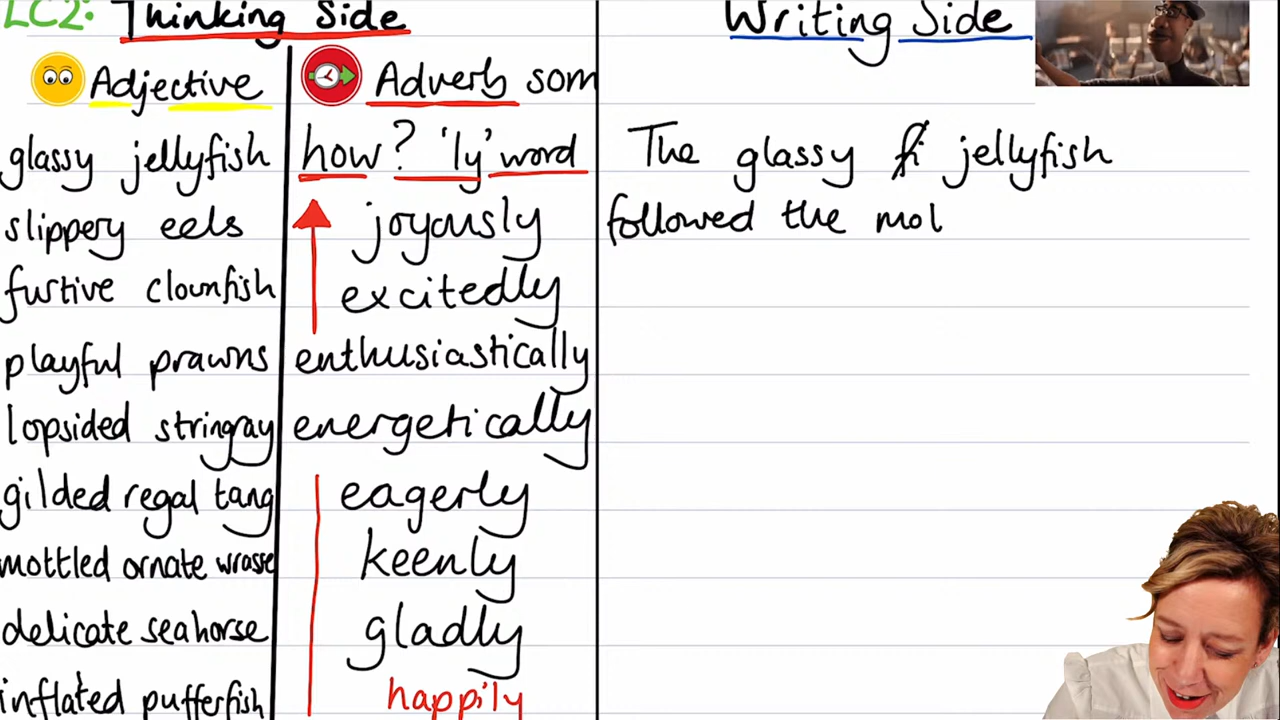 LC2: Thinking Side
Writing Side
Adjective
Adverb som
glassy jellyfish
how? 'ly' word
The glassy jellyfish
slippery eels
joyously
followed the mol
furtive clownfish
excitedly
playful prawns
enthusiastically
lopsided stringray
energetically
gilded regal tang
eagerly
mottled ornate wrasse
keenly
delicate seahorse
gladly
inflated pufferfish
happily